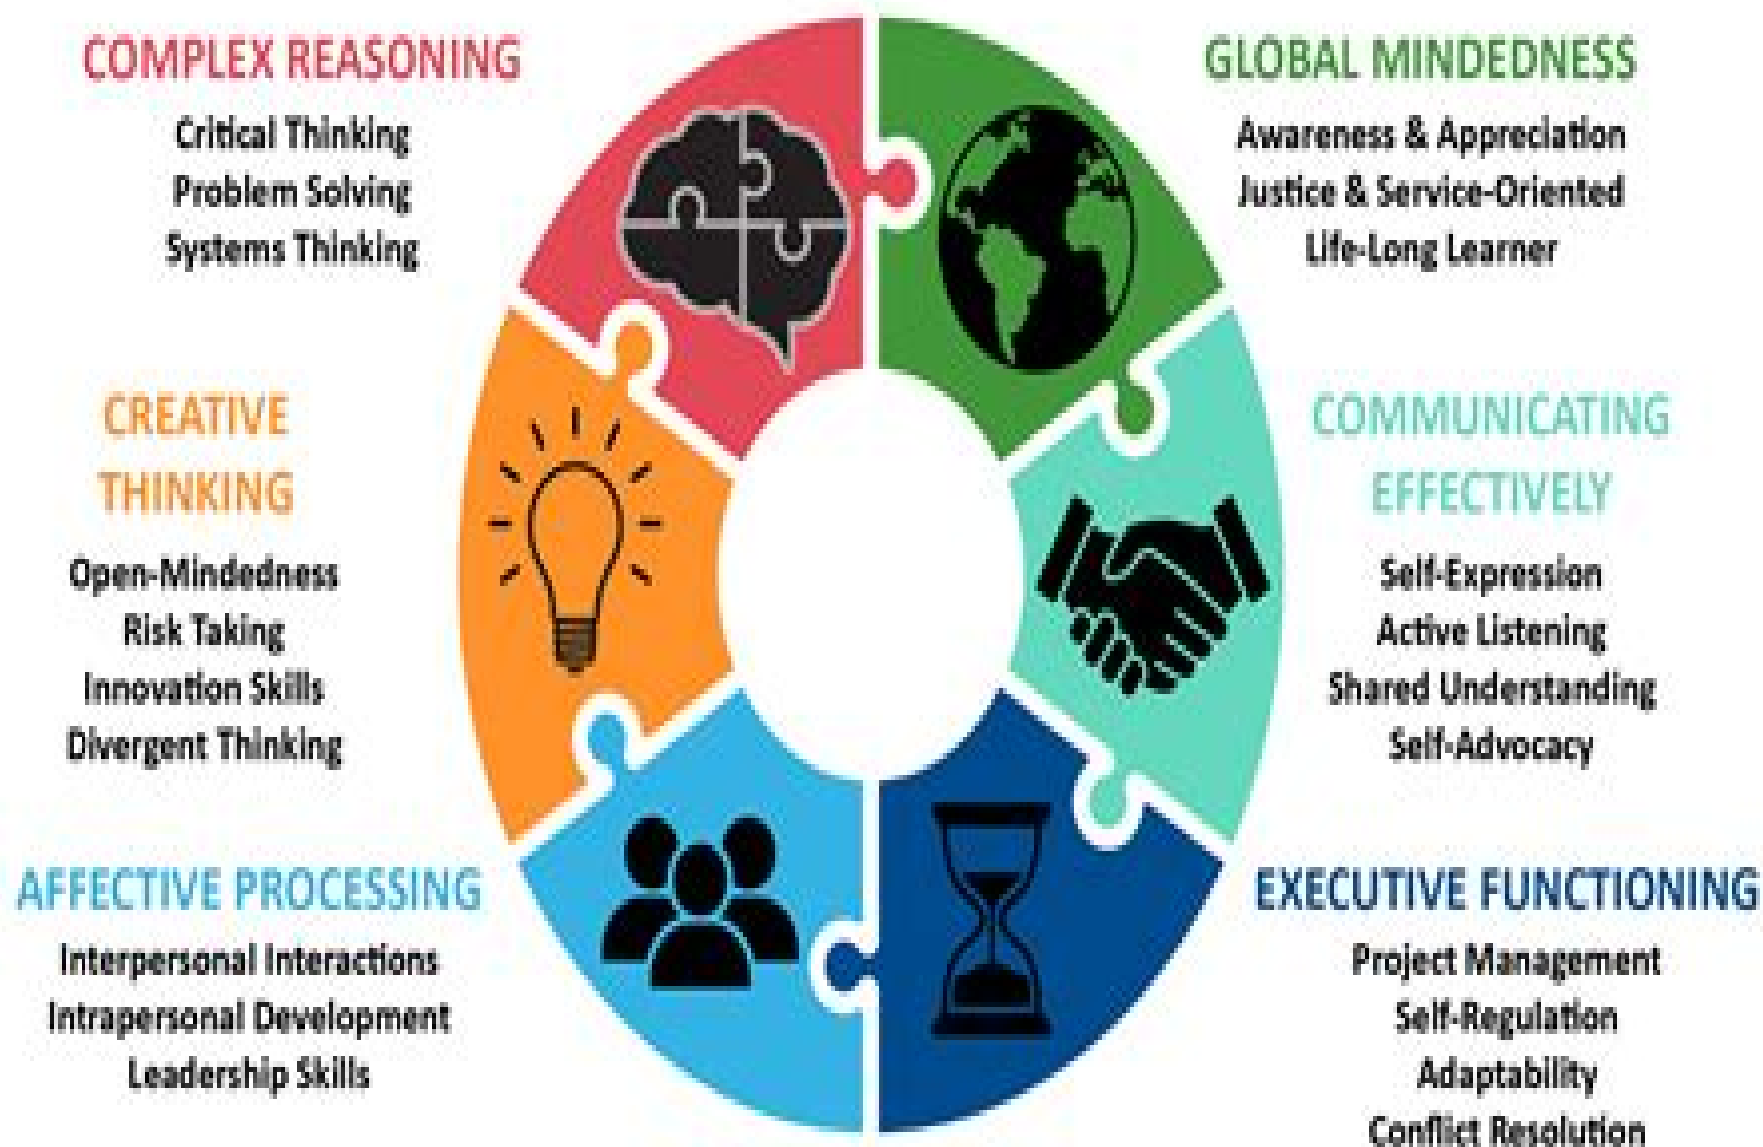 COMPLEX REASONING
Critical Thinking
Problem Solving
Systems Thinking
GLOBAL MINDEDNESS
Awareness & Appreciation
Justice & Service-Oriented
Life-Long Learner
CREATIVE
THINKING
Open-Mindedness
Risk Taking
Innovation Skills
Divergent Thinking
COMMUNICATING
EFFECTIVELY
Self-Expression
Active Listening
Shared Understanding
Self-Advocacy
AFFECTIVE PROCESSING
Interpersonal Interactions
Intrapersonal Development
Leadership Skills
EXECUTIVE FUNCTIONING
Project Management
Self-Regulation
Adaptability
Conflict Resolution